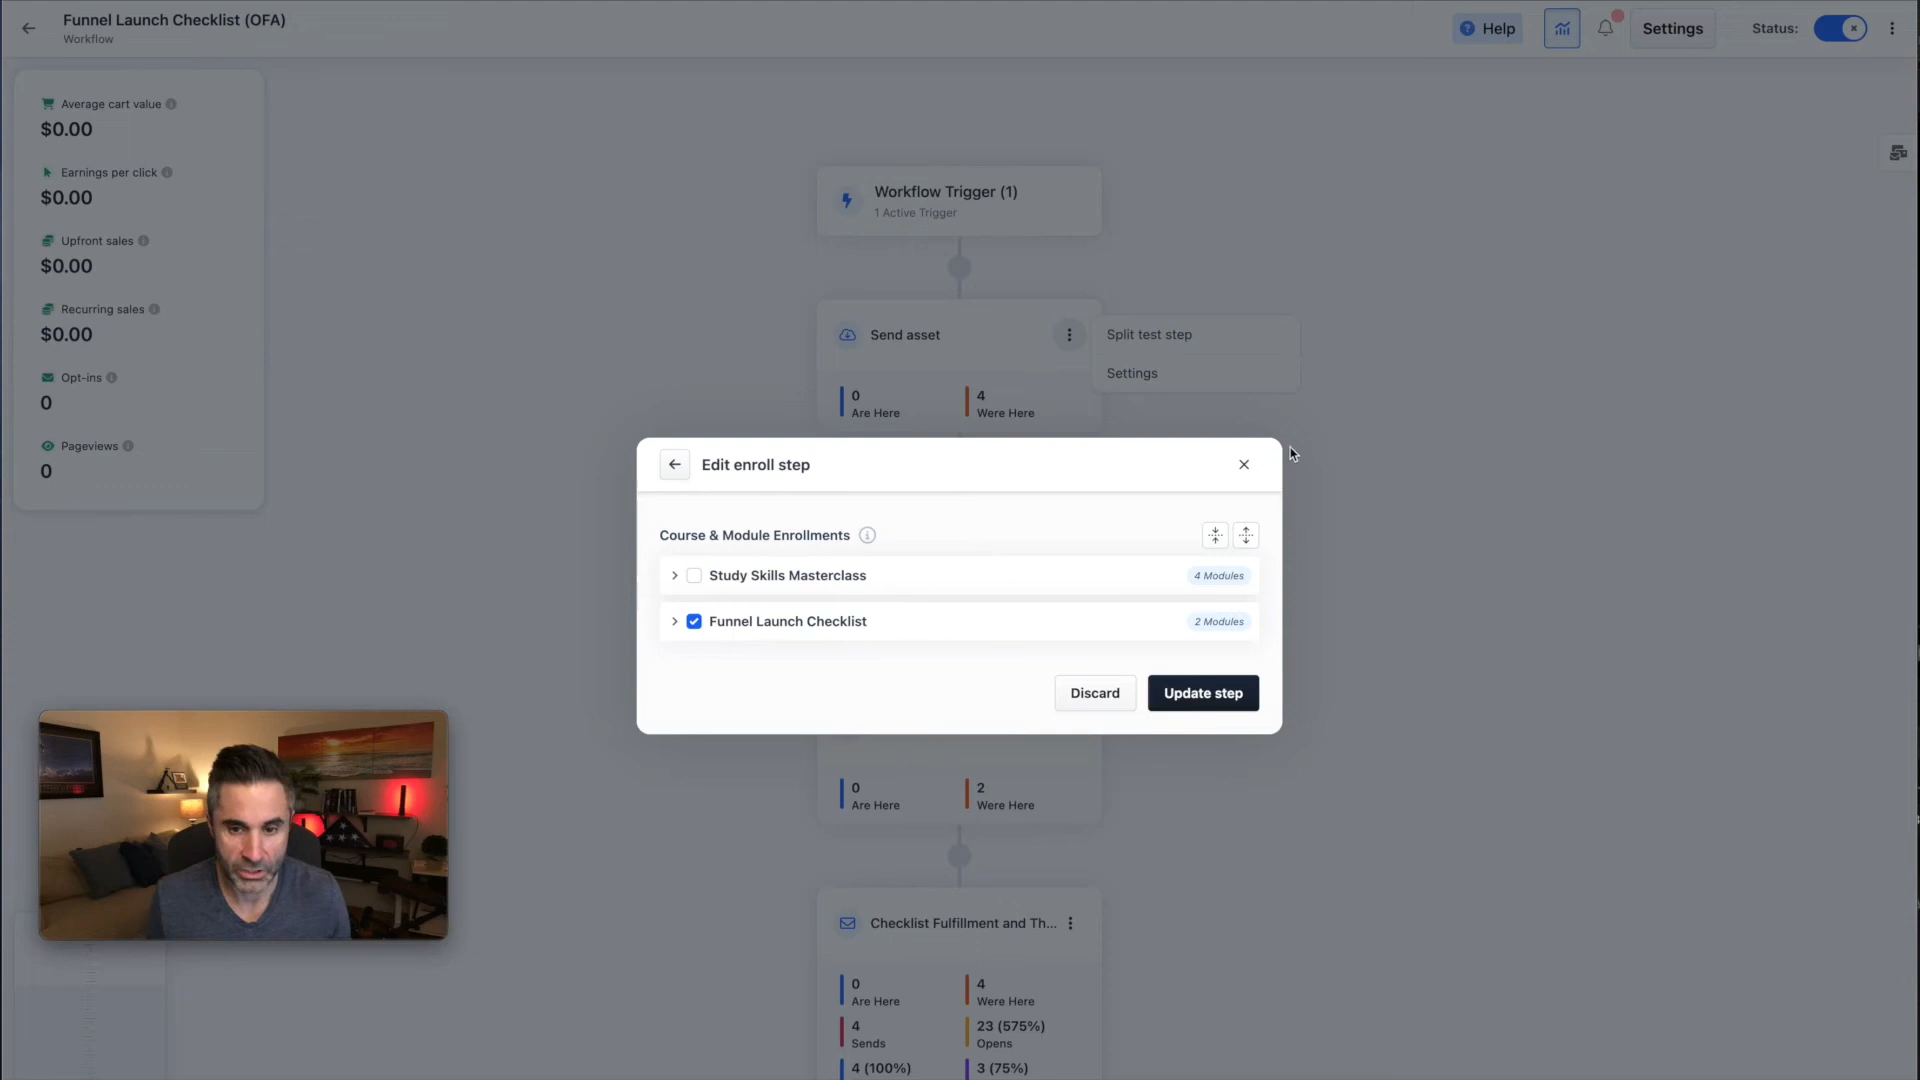 Funnel Launch Checklist (OFA)
Workflow
Help
Settings
Status:
Average cart value
$0.00
Earnings per click
$0.00
Upfront sales
$0.00
Recurring sales
$0.00
Opt-ins
0
Pageviews
0
Workflow Trigger (1)
1 Active Trigger
Send asset
Split test step
Settings
0
Are Here
4
Were Here
Edit enroll step
Course & Module Enrollments
Study Skills Masterclass
4 Modules
Funnel Launch Checklist
2 Modules
Discard
Update step
0
Are Here
2
Were Here
Checklist Fulfillment and Th...
0
Are Here
4
Were Here
4
Sends
23 (575%)
Opens
4 (100%)
3 (75%)